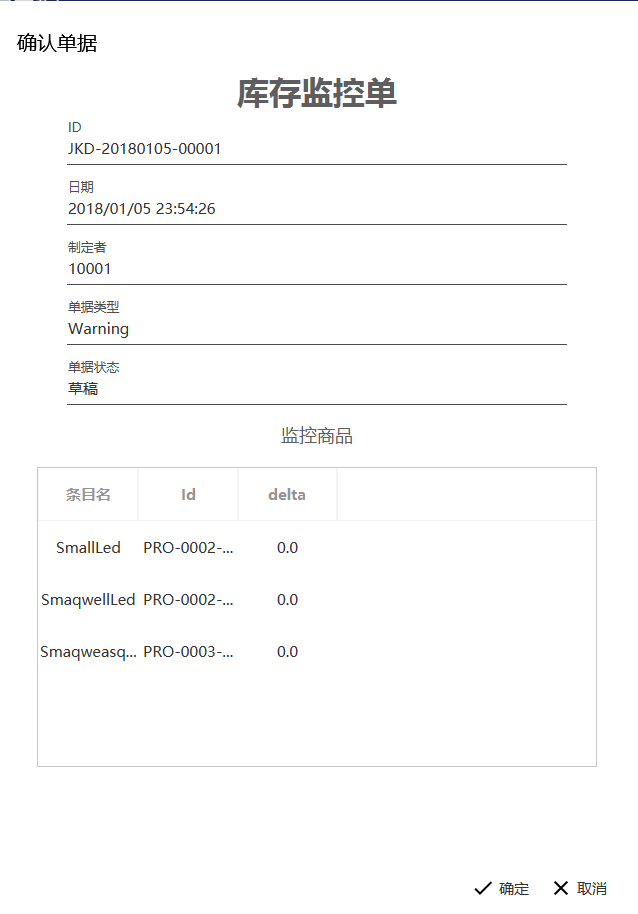 确认单据
库存监控单
ID
JKD-20180105-00001
日期
2018/01/05 23:54:26
制定者
10001
单据类型
Warning
单据状态
草稿
监控商品
条目名 Id delta
SmallLed PRO-0002-... 0.0
SmaqwellLed PRO-0002-... 0.0
Smaqweasq... PRO-0003-... 0.0
确定 取消